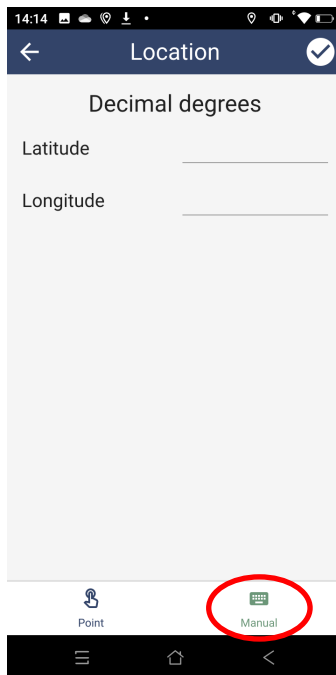 14:14
Location
Decimal degrees
Latitude
Longitude
Point
Manual